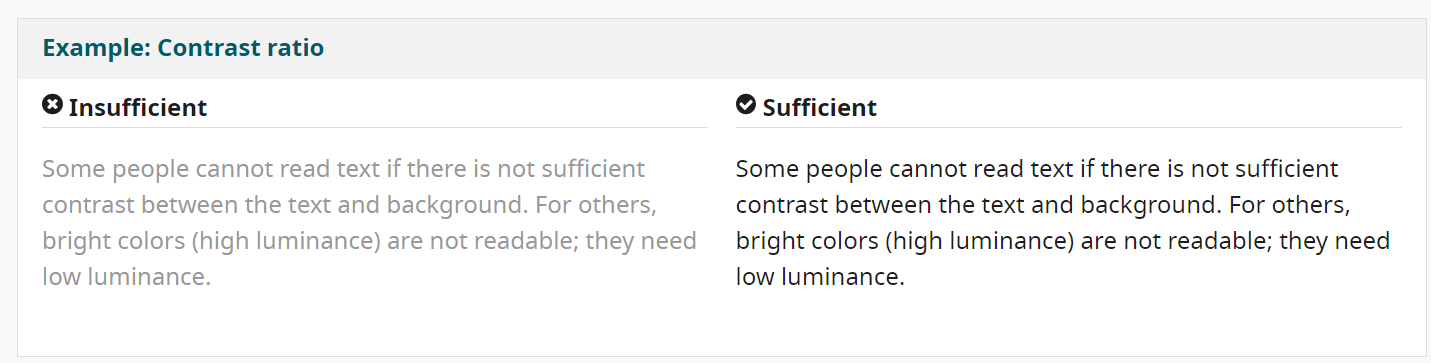 Example: Contrast ratio
Insufficient
Some people cannot read text if there is not sufficient
contrast between the text and background. For others,
bright colors (high luminance) are not readable; they need
low luminance.
Sufficient
Some people cannot read text if there is not sufficient
contrast between the text and background. For others,
bright colors (high luminance) are not readable; they need
low luminance.